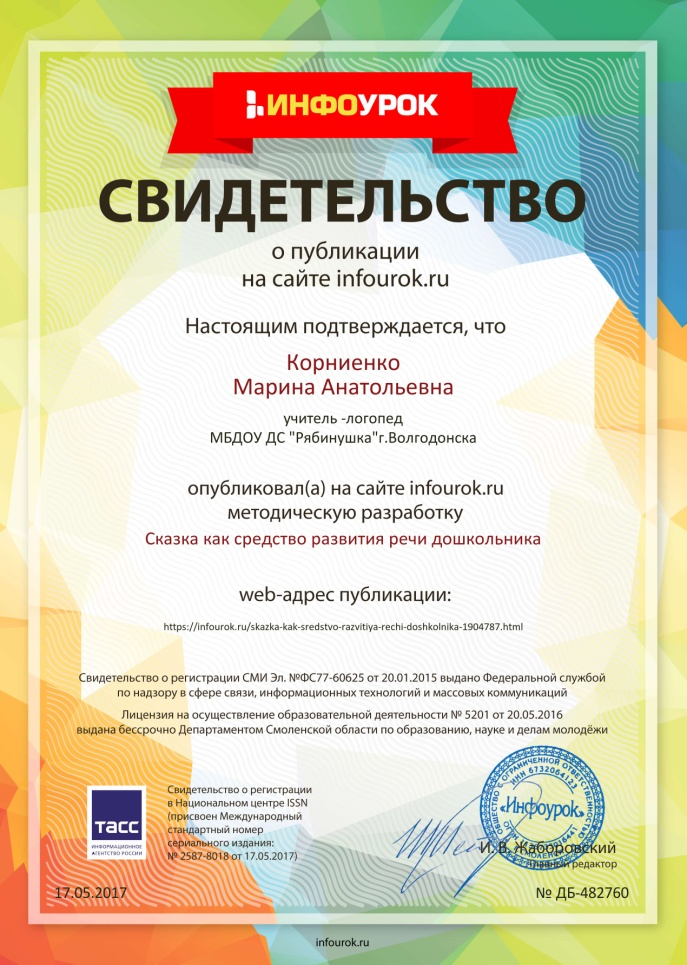 ИНФОУРОК
СВИДЕТЕЛЬСТВО
о публикации
на сайте infourok.ru
Настоящим подтверждается, что
Корниенко
Марина Анатольевна
учитель -логопед
МБДОУ ДС "Рябинушка"г.Волгодонска
опубликовал(а) на сайте infourok.ru
методическую разработку
Сказка как средство развития речи дошкольника
web-адрес публикации:
https://infourok.ru/skazka-kak-sredstvo-razvitiya-rechi-doshkolnika-1904787.html
Свидетельство о регистрации СМИ Эл. №ФС77-60625 от 20.01.2015 выдано Федеральной службой
по надзору в сфере связи, информационных технологий и массовых коммуникаций
Лицензия на осуществление образовательной деятельности № 5201 от 20.05.2016
выдана бессрочно Департаментом Смоленской области по образованию, науке и делам молодёжи
ТАСС
ИНФОРМАЦИОННОЕ
АГЕНТСТВО РОССИИ
Свидетельство о регистрации
в Национальном центре ISSN
(присвоен Международный
стандартный номер
сериального издания:
№ 2587-8018 от 17.05.2017)
ОБЩЕСТВО С ОГРАНИЧЕННОЙ ОТВЕТСТВЕННОСТЬЮ
ИНН 6732064123
«Инфоурок»
И. В. Жаборовский
главный редактор
17.05.2017
№ ДБ-482760
infourok.ru